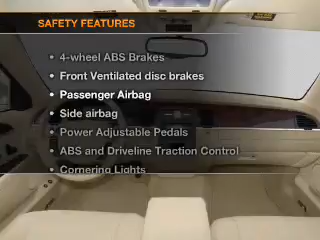 SAFETY FEATURES
• 4-wheel ABS Brakes
• Front Ventilated disc brakes
• Passenger Airbag
• Side airbag
• Power Adjustable Pedals
• ABS and Driveline Traction Control
• Cornering Lights